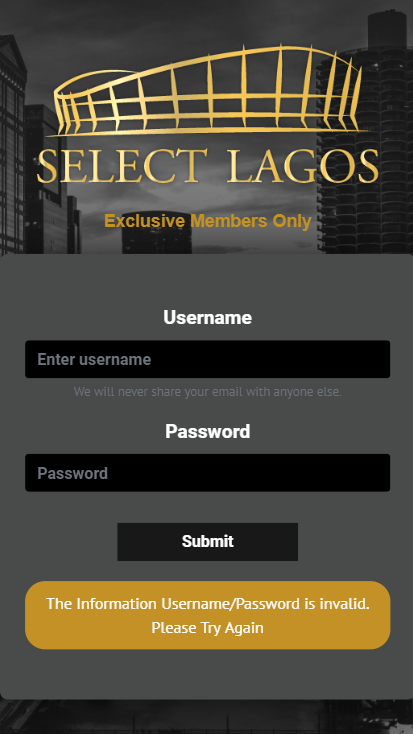 SELECT LAGOS
Exclusive Members Only
Username
Enter username
We will never share your email with anyone else.
Password
Password
Submit
The Information Username/Password is invalid.
Please Try Again